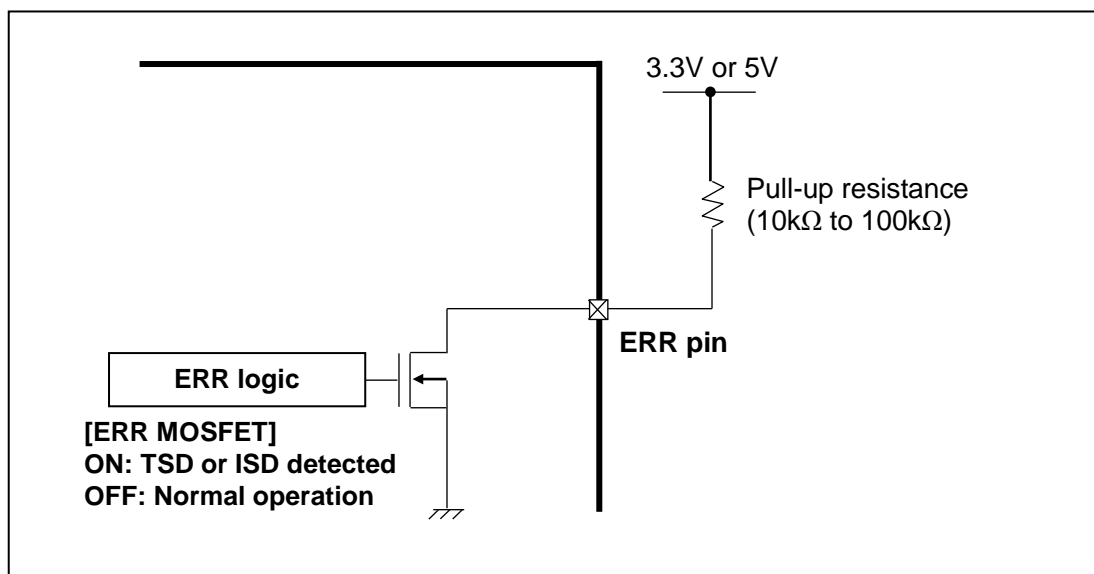 3.3V or 5V
Pull-up resistance
(10kΩ to 100kΩ)
ERR pin
ERR logic
[ERR MOSFET]
ON: TSD or ISD detected
OFF: Normal operation